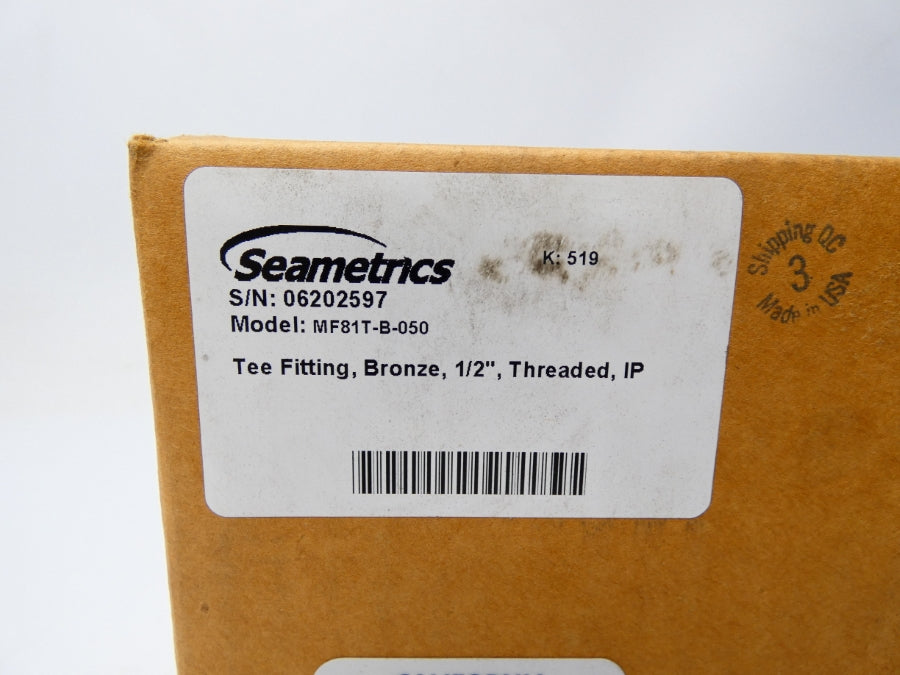 Seametrics
K: 519
S/N: 06202597
Model: MF81T-B-050
Tee Fitting, Bronze, 1/2", Threaded, IP
Shipping QC
3
Made in USA